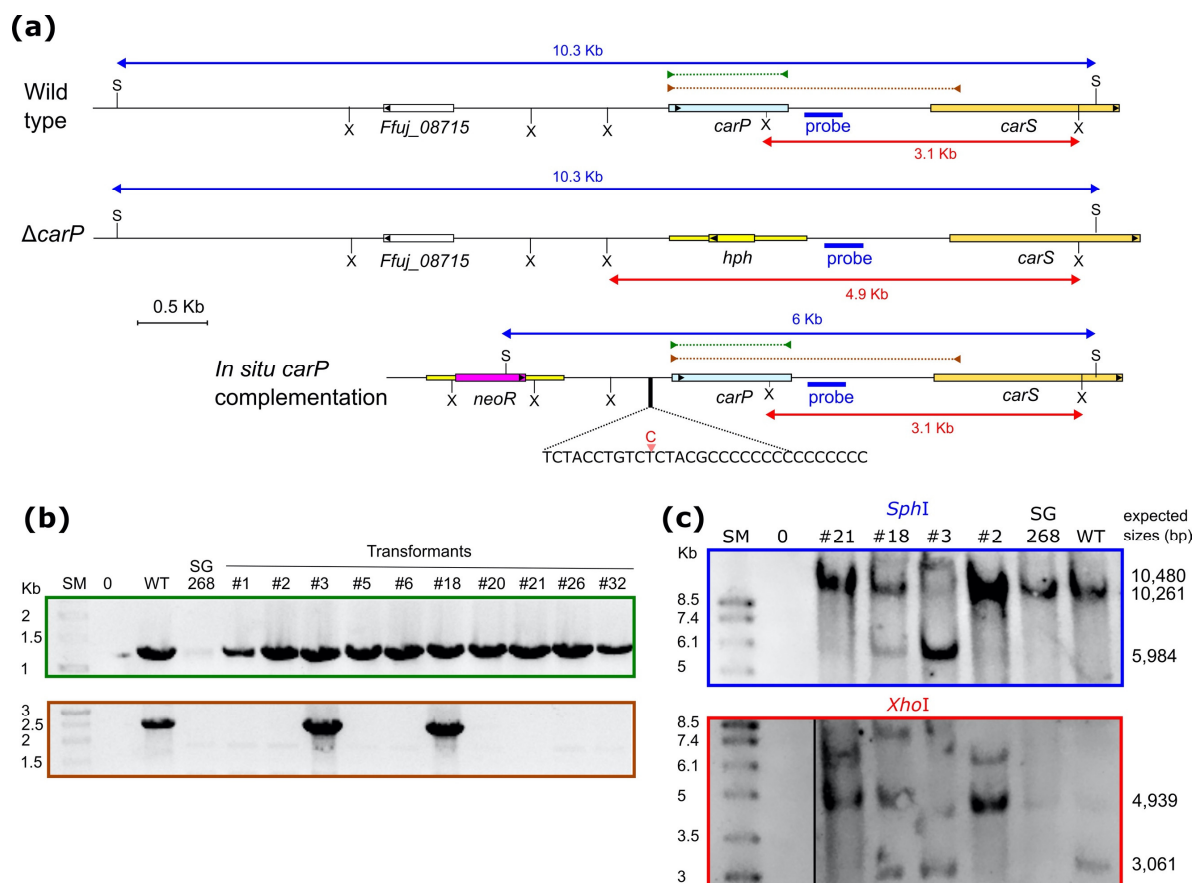 (a)
10.3 Kb
Wild type
S
S
X
Ffuj_08715
X
X
carP
X
probe
carS
X
3.1 Kb
10.3 Kb
ΔcarP
S
S
X
Ffuj_08715
X
X
hph
probe
carS
X
4.9 Kb
0.5 Kb
6 Kb
In situ carP complementation
S
S
X
neoR
X
X
carP
X
probe
carS
X
3.1 Kb
C
TCTACCTGTCTCTACGCCCCCCCCCCCCCCCC
(b)
Transformants
Kb
SM
0
WT
SG 268
#1
#2
#3
#5
#6
#18
#20
#21
#26
#32
2
1.5
1
3
2.5
2
1.5
(c)
SphI
Kb
SM
0
#21
#18
#3
#2
SG 268
WT
expected sizes (bp)
8.5
7.4
6.1
5
10,480
10,261
5,984
XhoI
8.5
7.4
6.1
5
3.5
3
4,939
3,061